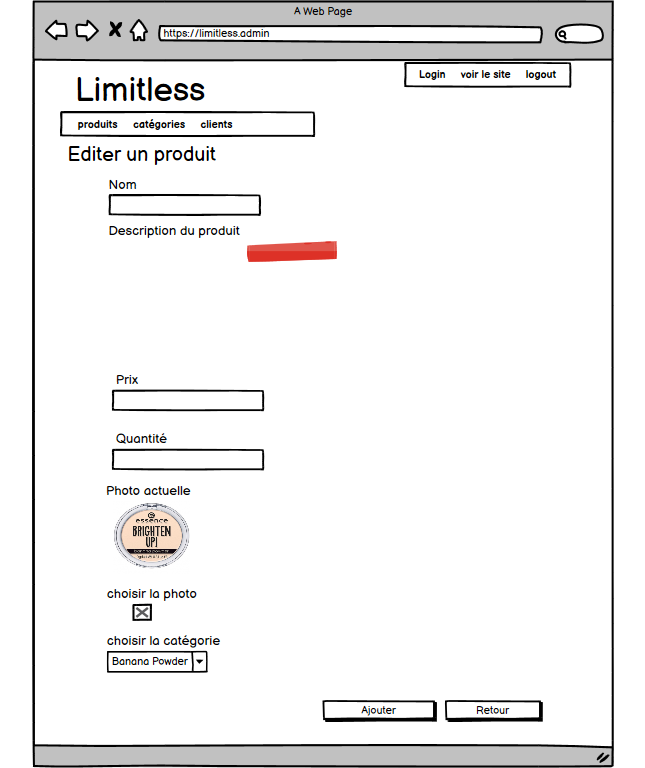 A Web Page
https://limitless.admin
Login voir le site logout
Limitless
produits catégories clients
Editer un produit
Nom
Description du produit
Prix
Quantité
Photo actuelle
essence
BRIGHTEN
UP!
banana powder
choisir la photo
choisir la catégorie
Banana Powder
Ajouter Retour